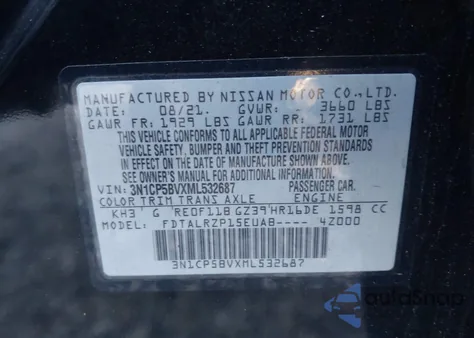 MANUFACTURED BY NISSAN MOTOR CO.,LTD.
DATE: 08/21. GVWR: 3660 LBS
GAWR FR: 1929 LBS GAWR RR: 1731 LBS
THIS VEHICLE CONFORMS TO ALL APPLICABLE FEDERAL MOTOR
VEHICLE SAFETY, BUMPER AND THEFT PREVENTION STANDARDS
IN EFFECT ON THE DATE OF MANUFACTURE SHOWN ABOVE.
SEE OWNER'S MANUAL FOR ADDITIONAL INFORMATION.
VIN: 3N1CP5BVXML532687 PASSENGER CAR.
COLOR TRIM TRANS AXLE ENGINE
KH3 G RE0F11B GZ39 HR16DE 1598 CC
MODEL: FDTALRZP15EUAB---- 4Z000
3N1CP5BVXML532687
AutoSnap